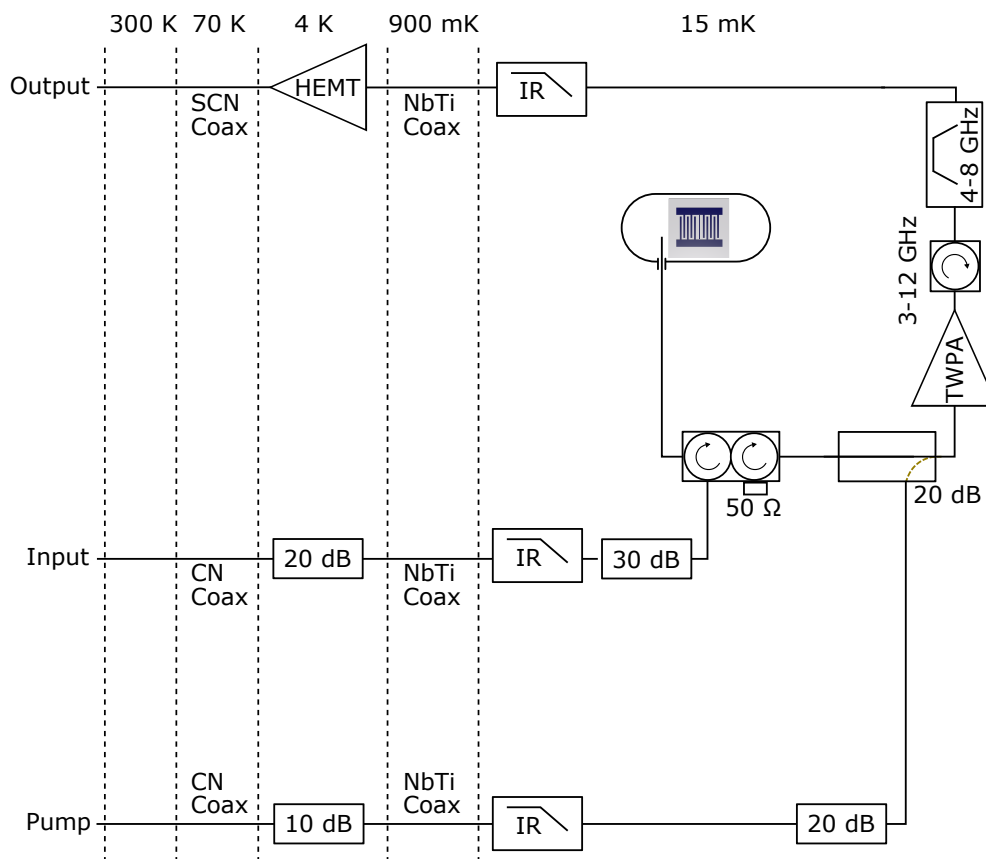 300 K 70 K 4 K 900 mK 15 mK
Output
HEMT
IR
SCN
Coax
NbTi
Coax
4-8 GHz
3-12 GHz
TWPA
20 dB
50 Ω
Input
20 dB
IR
30 dB
CN
Coax
NbTi
Coax
CN
Coax
NbTi
Coax
Pump
10 dB
IR
20 dB